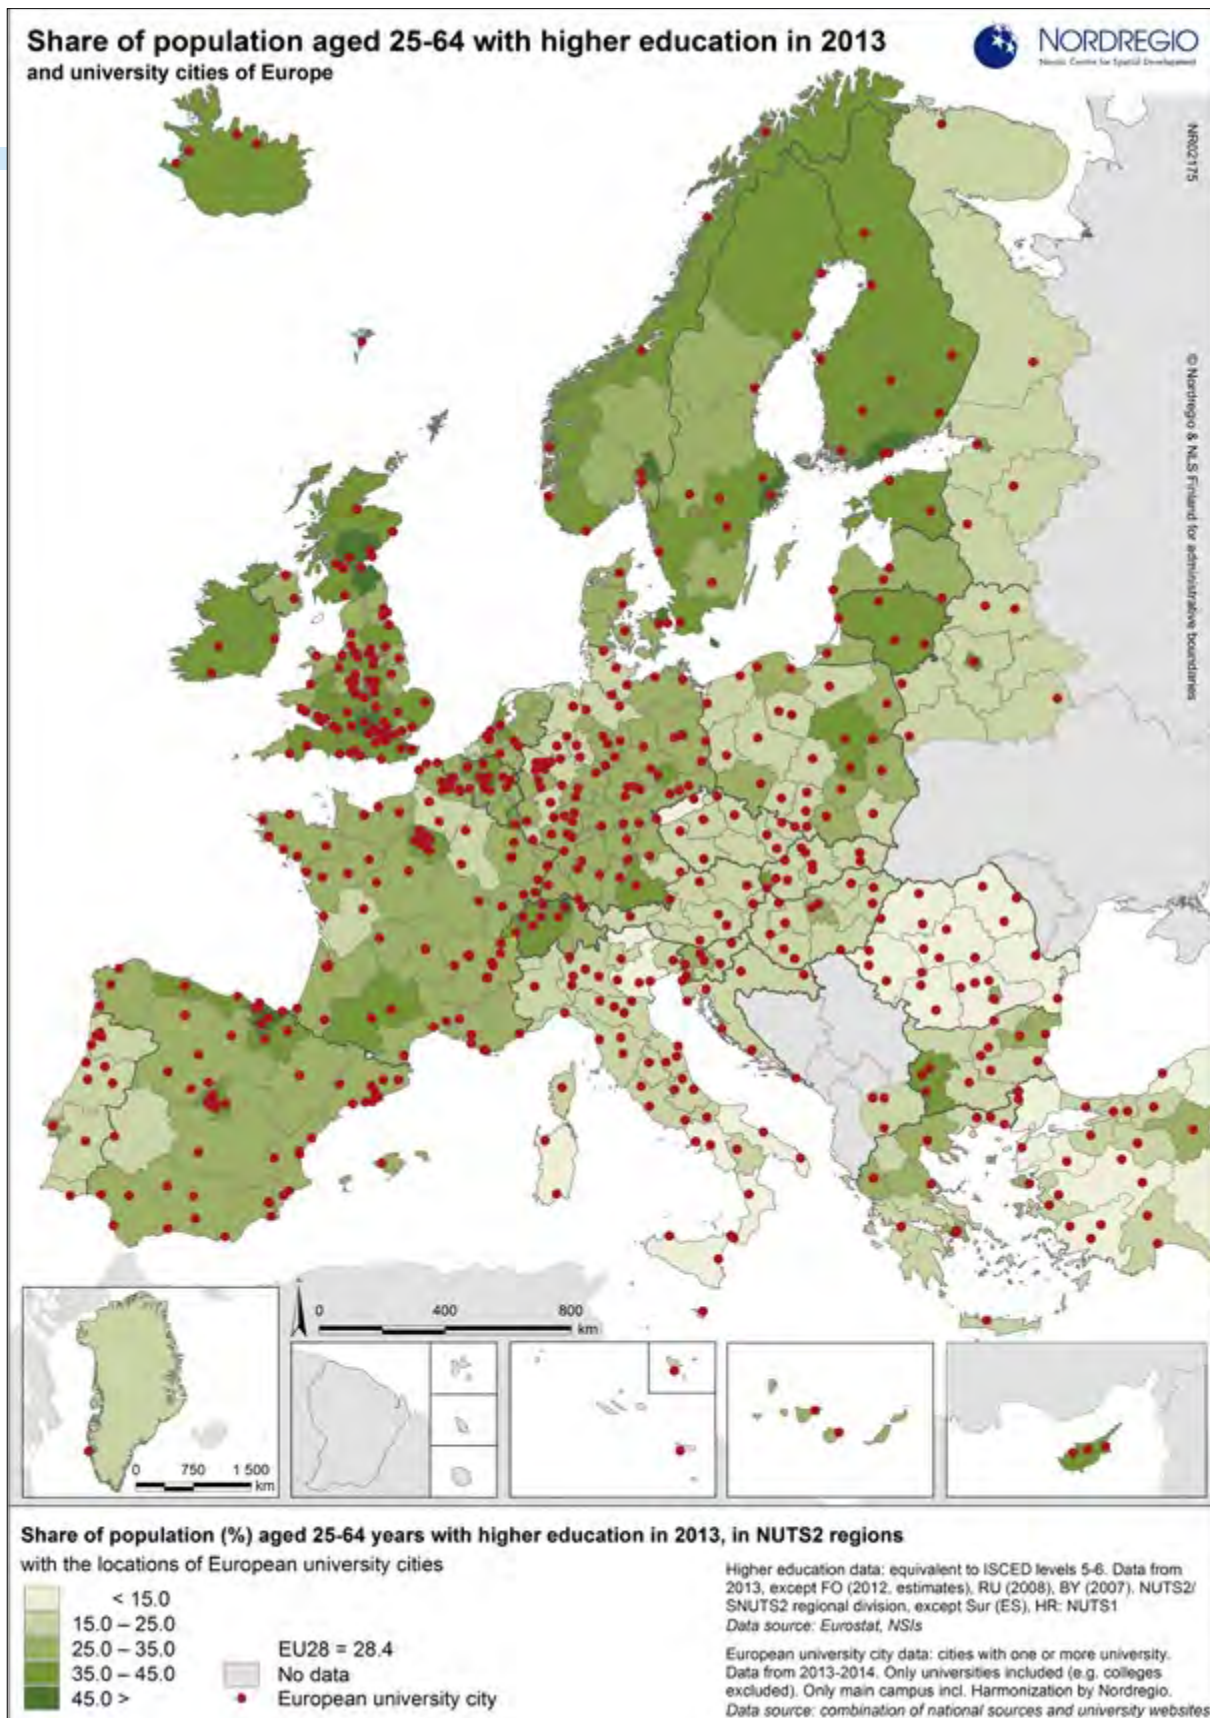 Share of population aged 25-64 with higher education in 2013
and university cities of Europe
NORDREGIO
Nordic Centre for Spatial Development
NR02175
© Nordregio & NLS Finland for administrative boundaries
0 400 800
km
0 750 1 500
km
Share of population (%) aged 25-64 years with higher education in 2013, in NUTS2 regions
with the locations of European university cities
< 15.0
15.0 – 25.0
25.0 – 35.0
35.0 – 45.0
45.0 >
EU28 = 28.4
No data
European university city
Higher education data: equivalent to ISCED levels 5-6. Data from
2013, except FO (2012, estimates), RU (2008), BY (2007). NUTS2/
SNUTS2 regional division, except Sur (ES), HR: NUTS1
Data source: Eurostat, NSIs
European university city data: cities with one or more university.
Data from 2013-2014. Only universities included (e.g. colleges
excluded). Only main campus incl. Harmonization by Nordregio.
Data source: combination of national sources and university websites